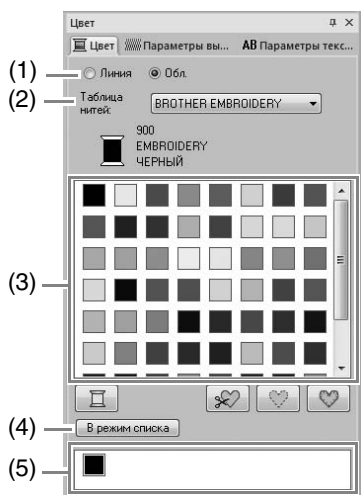 Цвет
Цвет Параметры вы... AB Параметры текс...
(1) Линия Обл.
(2) Таблица нитей: BROTHER EMBROIDERY
900
EMBROIDERY
ЧЕРНЫЙ
(3)
(4) В режим списка
(5)